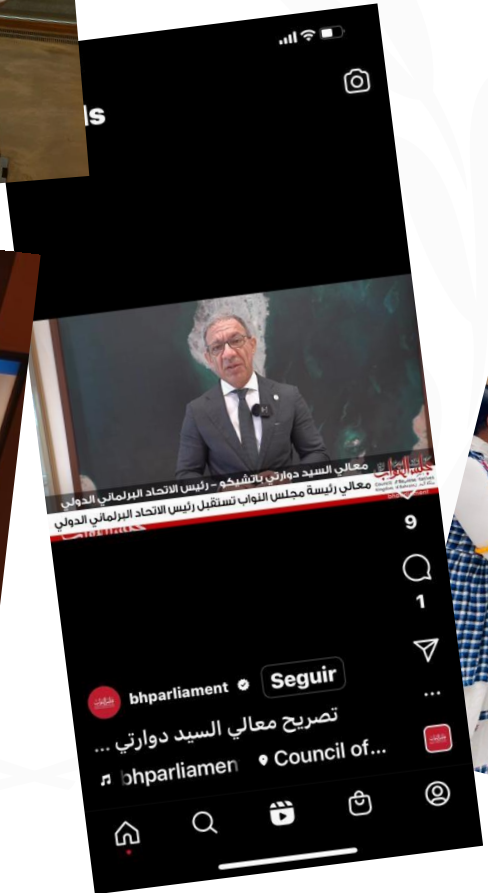 ls
معالي السيد دوارتي باتشيكو – رئيس الاتحاد البرلماني الدولي
معالي رئيسة مجلس النواب تستقبل رئيس الاتحاد البرلماني الدولي
مجلس النواب
9
1
bhparliament
Seguir
تصريح معالي السيد دوارتي ...
bhparliamen
Council of...